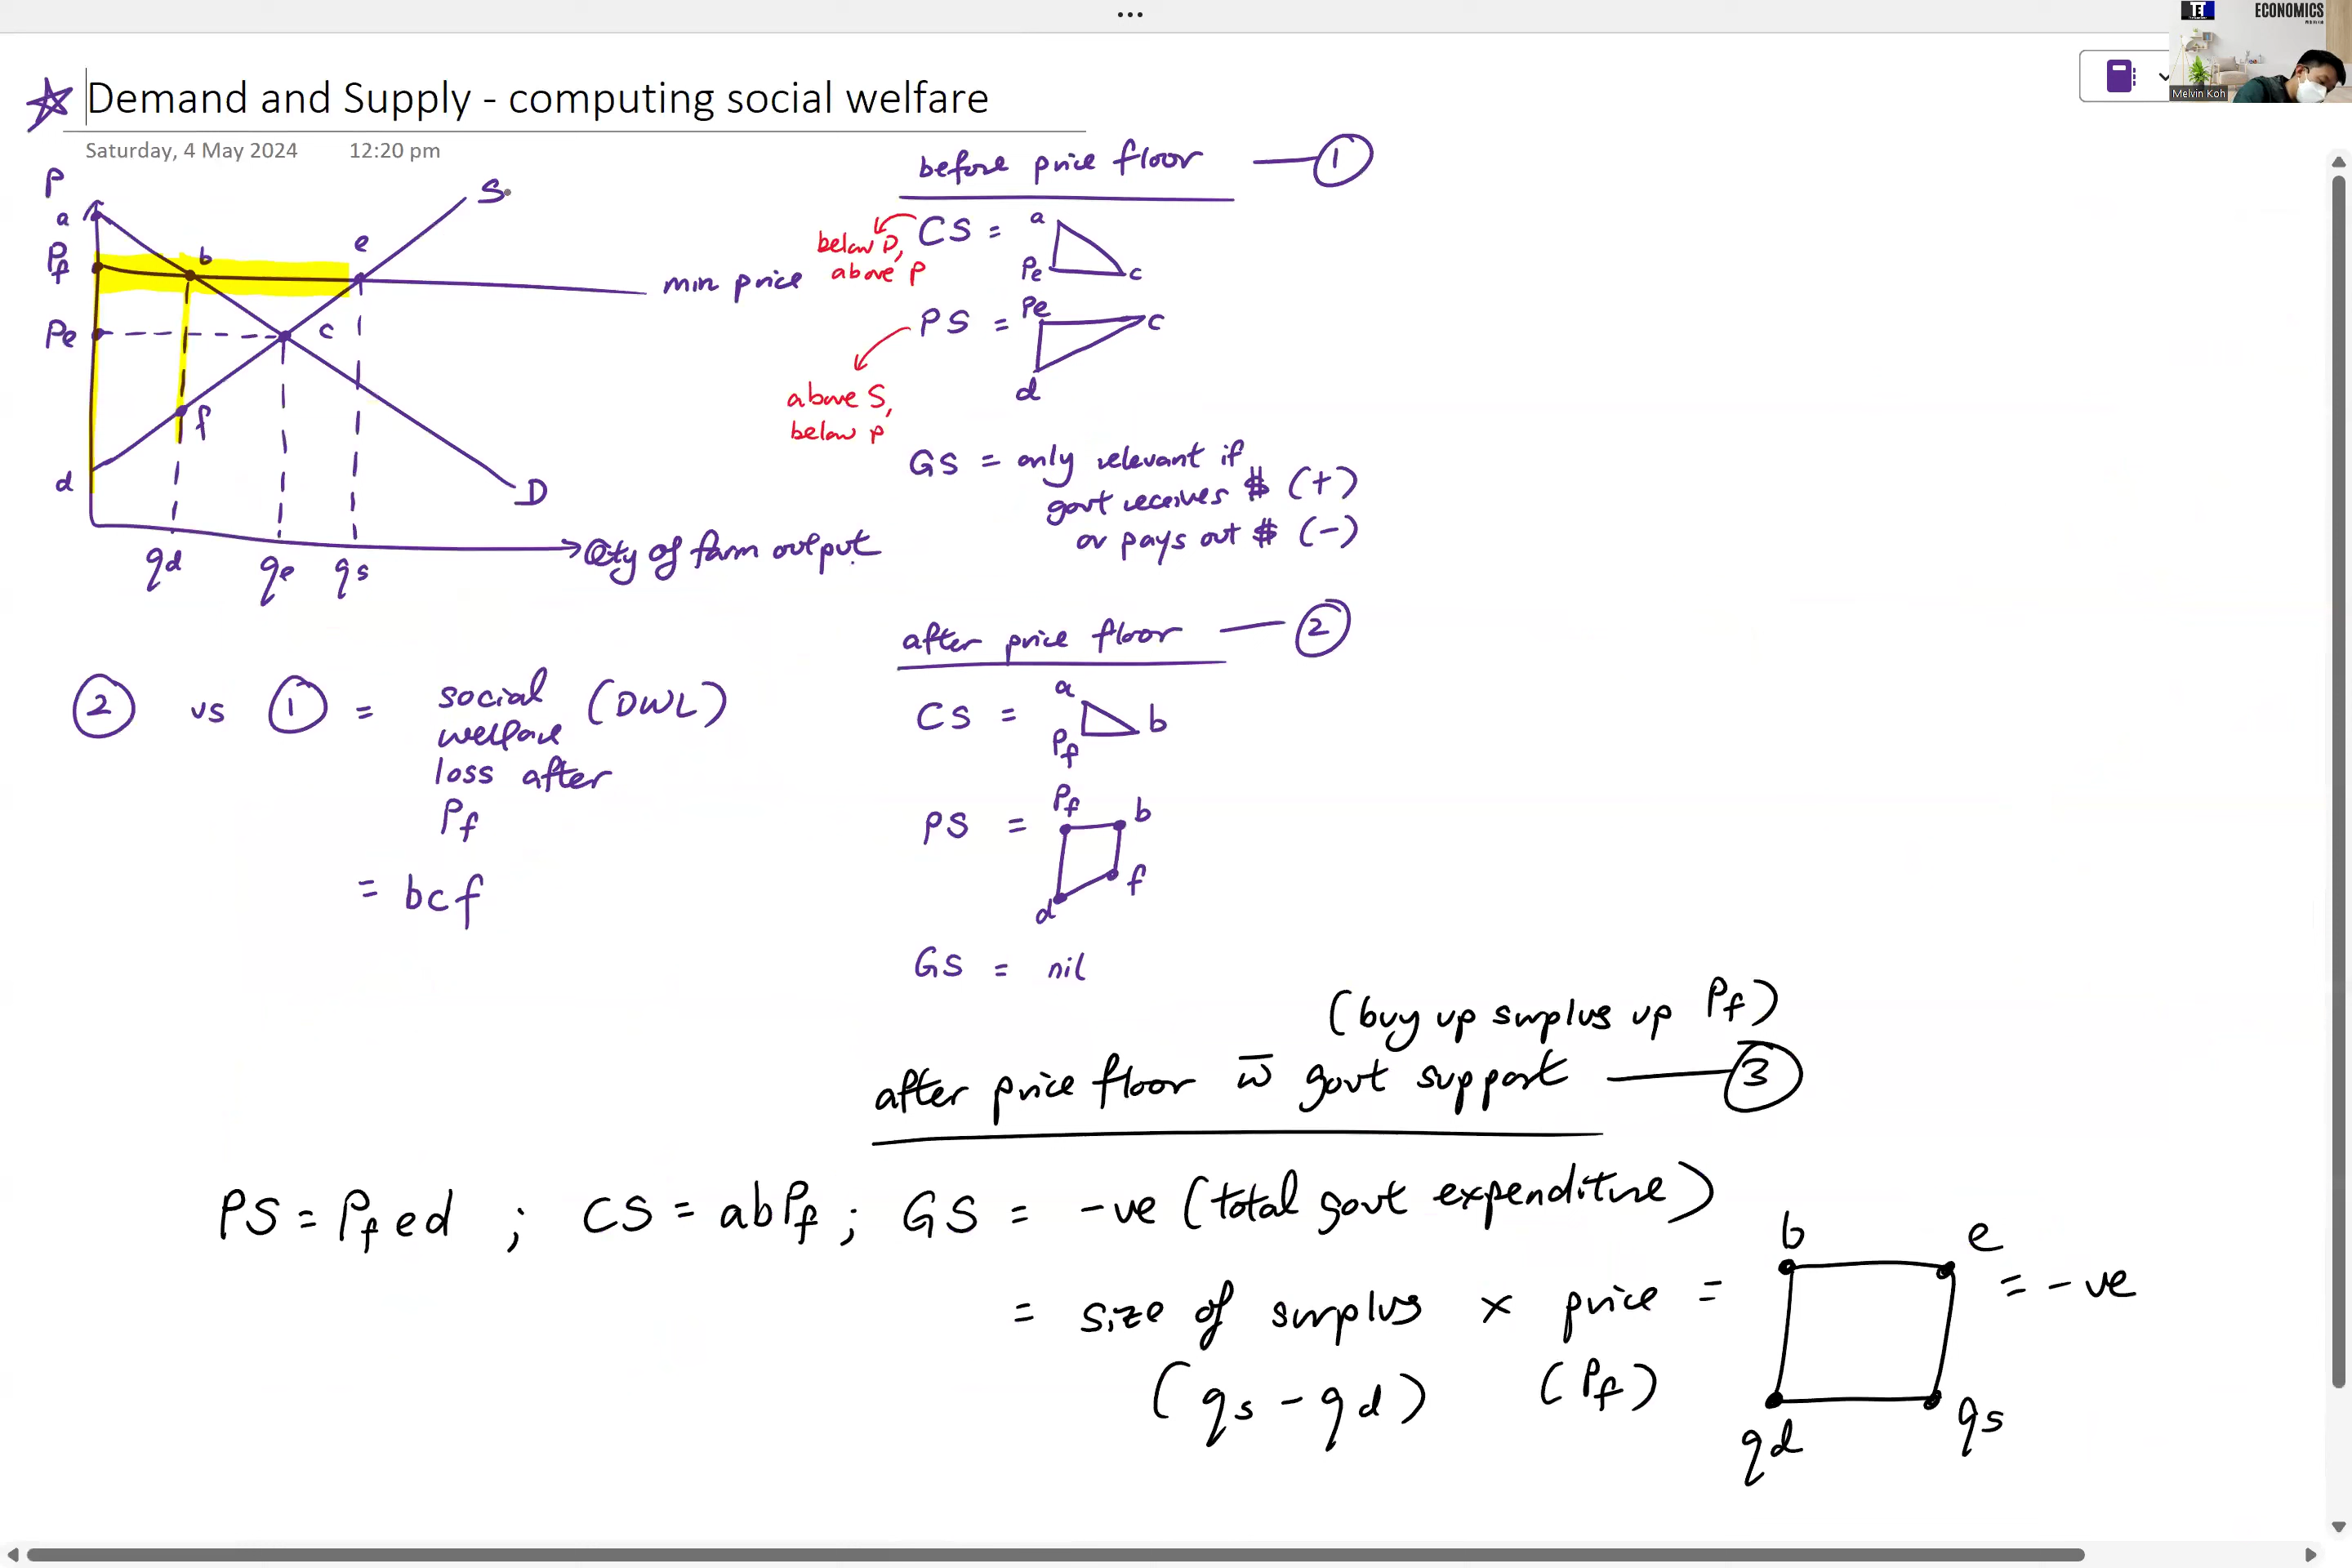 ...
TET
ECONOMICS
Melvin Koh
Demand and Supply - computing social welfare
Saturday, 4 May 2024 12:20 pm
P
a
Pf
Pe
d
b
e
c
f
S
D
min price
qd qe qs
Qty of farm output
before price floor — 1
below D,
above P
CS = a Pe c
PS = Pe c d
above S,
below P
GS = only relevant if
govt receives $ (+)
or pays out $ (-)
after price floor — 2
CS = a Pf b
PS = Pf b f d
GS = nil
2 vs 1 = social (DWL)
welfare
loss after
Pf
= bcf
(buy up surplus up Pf)
after price floor w̄ govt support — 3
PS = Pf ed ; CS = abPf ; GS = -ve (total govt expenditure)
= size of surplus x price = b e qd qs = -ve
(qs - qd) (Pf)